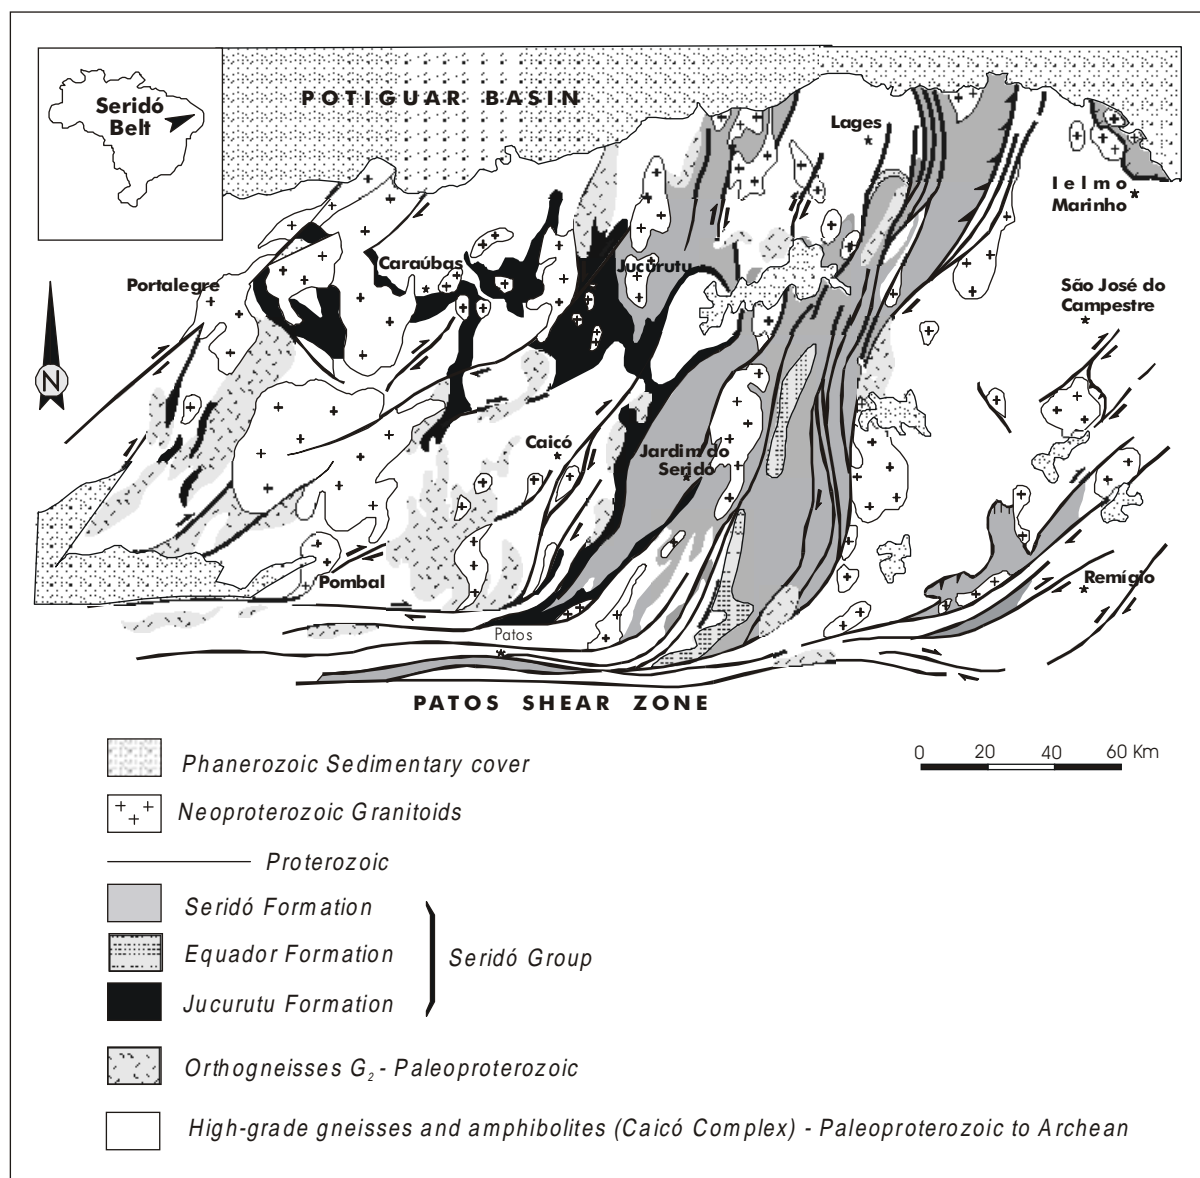 POTIGUAR BASIN
Seridó
Belt
Lages
Ielmo
Marinho
Caraúbas
Jucurutu
Portalegre
São José do
Campestre
N
Caicó
Jardim do
Seridó
Pombal
Remígio
Patos
PATOS SHEAR ZONE
Phanerozoic Sedimentary cover
0 20 40 60 Km
Neoproterozoic Granitoids
Proterozoic
Seridó Formation
Equador Formation
Seridó Group
Jucurutu Formation
Orthogneisses G2 - Paleoproterozoic
High-grade gneisses and amphibolites (Caicó Complex) - Paleoproterozoic to Archean